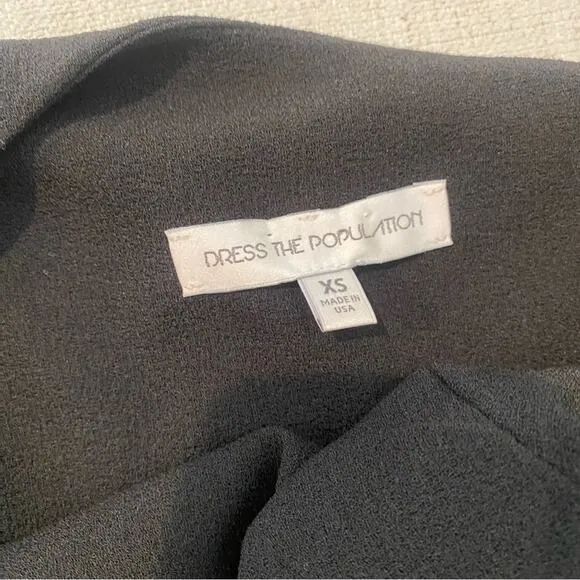 DRESS THE POPULATION
XS
MADE IN
USA